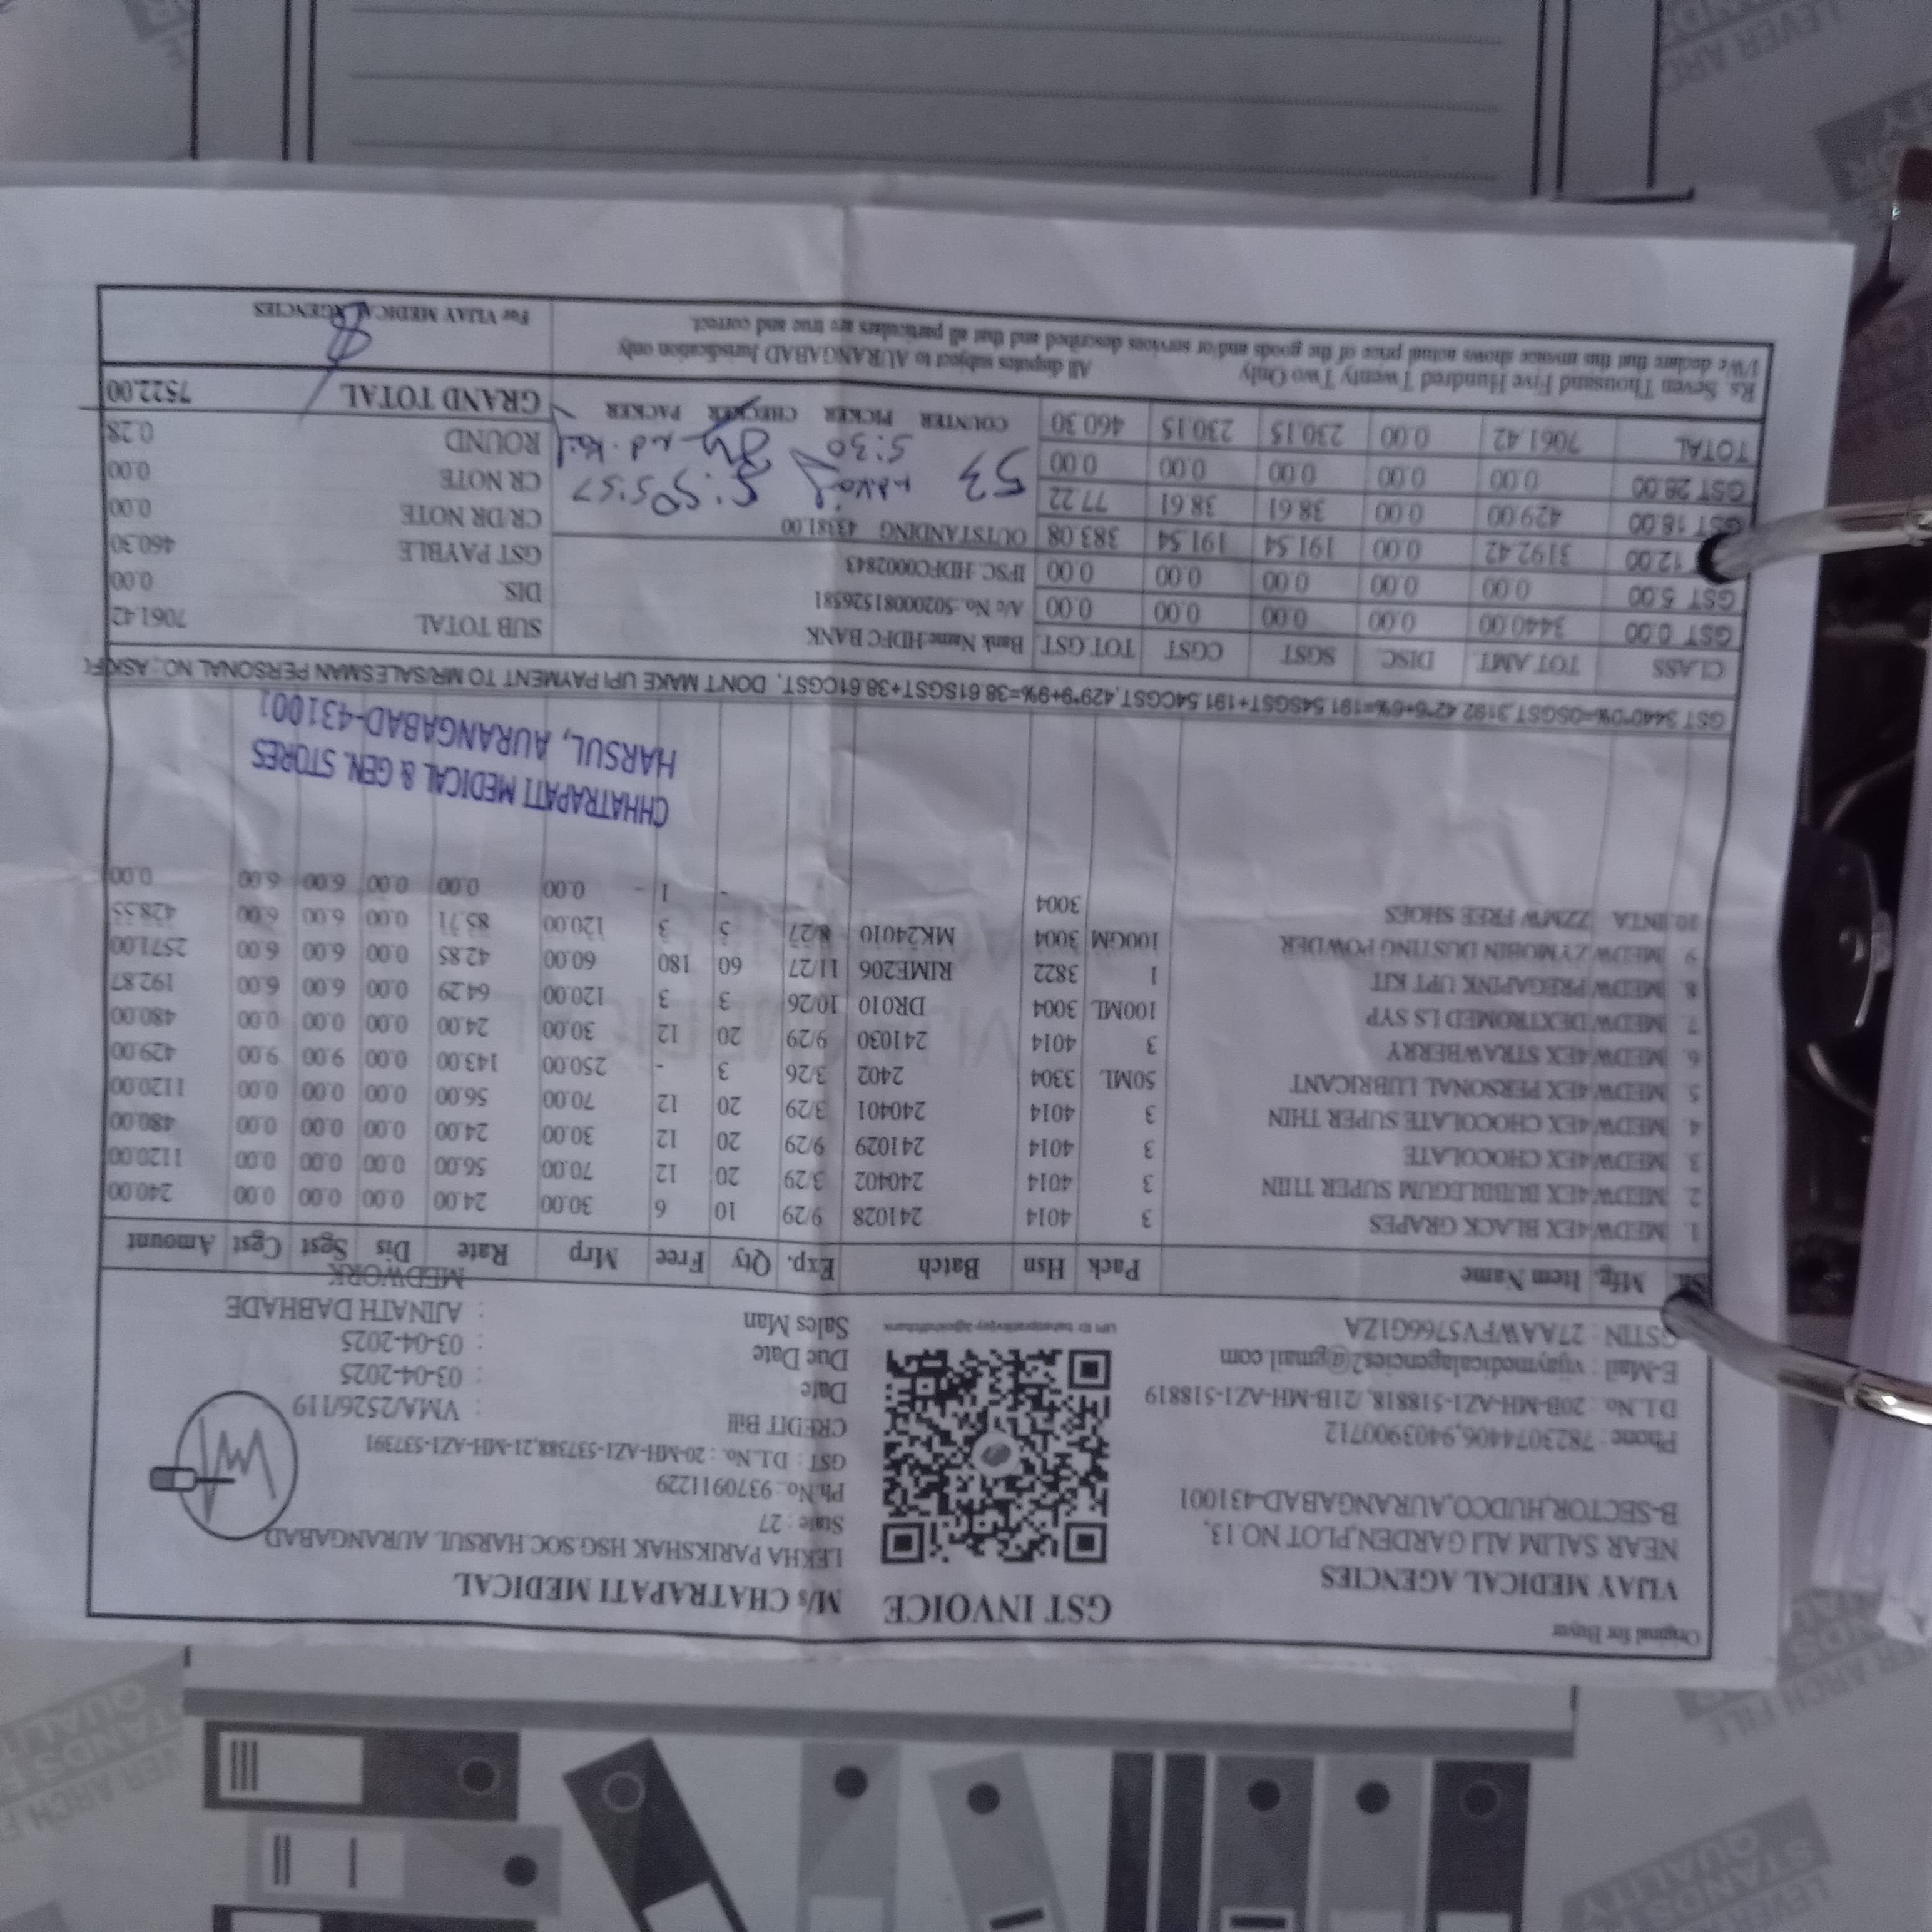 Original for Buyer
VIJAY MEDICAL AGENCIES
NEAR SALIM ALI GARDEN,PLOT NO.13,
B-SECTOR,HUDCO,AURANGABAD-431001
Phone : 7823074406,9403900712
D.L.No : 20B-MH-AZ1-518818, /21B-MH-AZ1-518819
E-Mail : vijaymedicalagencies2@gmail.com
GSTIN : 27AAWFV5766G1ZA
GST INVOICE
M/s CHATRAPATI MEDICAL
LEKHA PARIKSHAK HSG.SOC.HARSUL AURANGABAD
State : 27
Ph.No.: 9370911229
GST : D.L.No. : 20-MH-AZ1-537388,21-MH-AZ1-537391
CREDIT Bill : VMA/2526/119
Date : 03-04-2025
Due Date : 03-04-2025
Sales Man : AJINATH DABHADE
MEDWORK
Mfg. Item Name Pack Hsn Batch Exp. Qty Free Mrp Rate Dis Sgst Cgst Amount
1. MEDW 4EX BLACK GRAPES 3 4014 241028 9/29 10 6 30.00 24.00 0.00 0.00 0.00 240.00
2. MEDW 4EX BUBBLEGUM SUPER THIN 3 4014 240402 3/29 20 12 70.00 56.00 0.00 0.00 0.00 1120.00
3. MEDW 4EX CHOCOLATE 3 4014 241029 9/29 20 12 30.00 24.00 0.00 0.00 0.00 480.00
4. MEDW 4EX CHOCOLATE SUPER THIN 3 4014 240401 3/29 20 12 70.00 56.00 0.00 0.00 0.00 1120.00
5. MEDW 4EX PERSONAL LUBRICANT 50ML 3304 2402 3/26 3 - 250.00 143.00 0.00 9.00 9.00 429.00
6. MEDW 4EX STRAWBERRY 3 4014 241030 9/29 20 12 30.00 24.00 0.00 0.00 0.00 480.00
7. MEDW DEXTROMED LS SYP 100ML 3004 DR010 10/26 3 3 120.00 64.29 0.00 6.00 6.00 192.87
8. MEDW PREGAPINK UPT KIT 1 3822 RIME206 11/27 60 180 60.00 42.85 0.00 6.00 6.00 2571.00
9. MEDW ZYMOBIN DUSTING POWDER 100GM 3004 MK24010 8/27 5 3 120.00 85.71 0.00 6.00 6.00 428.55
10. INTA ZZMW FREE SHOES 3004 - 1 0.00 0.00 0.00 6.00 6.00 0.00
CHHATRAPATI MEDICAL & GEN. STORES
HARSUL, AURANGABAD-431001
GST 3440*0%=0SGST,3192.42*6+6%=191.54SGST+191.54CGST,429*9+9%=38.61SGST+38.61CGST, DON'T MAKE UPI PAYMENT TO MR/SALESMAN PERSONAL NO.; ASK FO
CLASS TOT.AMT. DISC. SGST CGST TOT.GST
GST 0.00 3440.00 0.00 0.00 0.00 0.00
GST 5.00 0.00 0.00 0.00 0.00 0.00
12.00 3192.42 0.00 191.54 191.54 383.08
GST 18.00 429.00 0.00 38.61 38.61 77.22
GST 28.00 0.00 0.00 0.00 0.00 0.00
TOTAL 7061.42 0.00 230.15 230.15 460.30
Bank Name:HDFC BANK
A/c No.:50200081526581
IFSC :HDFC0002843
OUTSTANDING 43381.00
53 5:50 5:57
5:30
COUNTER PICKER CHECKER PACKER
SUB TOTAL 7061.42
DIS. 0.00
GST PAYBLE 460.30
CR/DR NOTE 0.00
CR NOTE 0.00
ROUND 0.28
GRAND TOTAL 7522.00
Rs. Seven Thousand Five Hundred Twenty Two Only
All disputes subject to AURANGABAD Jurisdication only
I/We declare that this invoice shows actual price of the goods and/or services described and that all particulars are true and correct.
For VIJAY MEDICAL AGENCIES
LEVER ARCH FILE
STANDS
QUALITY